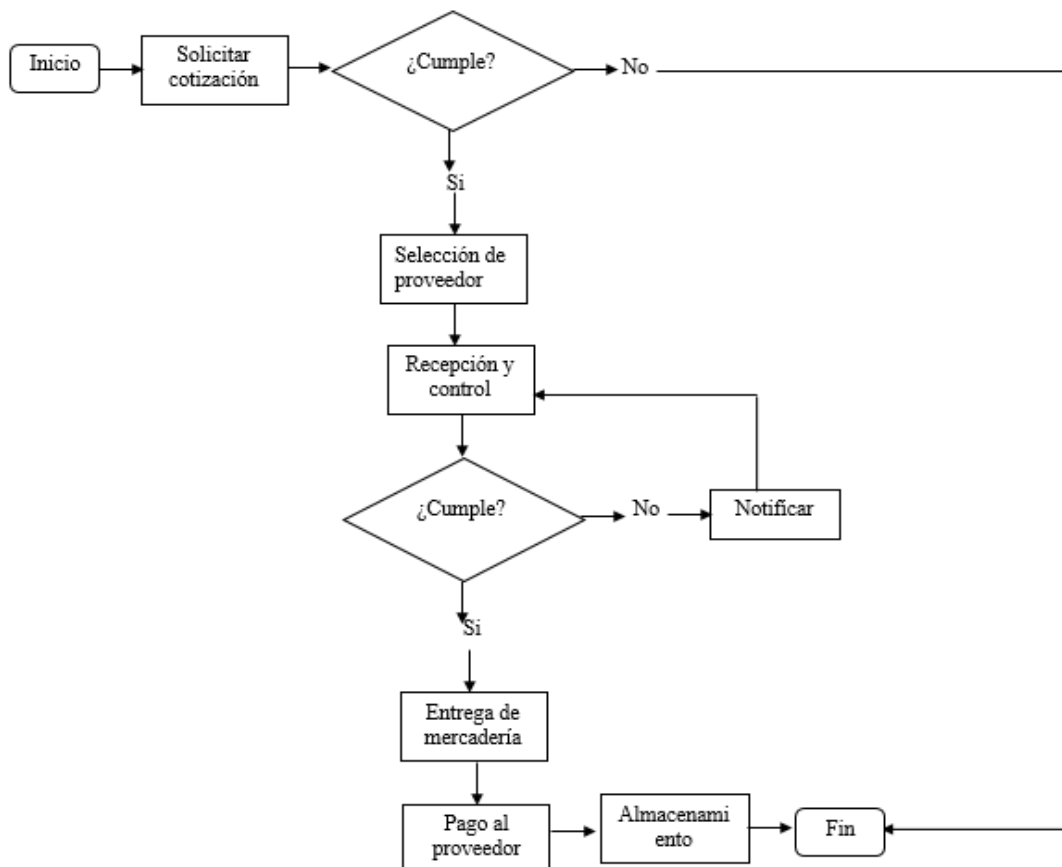 Inicio
Solicitar
cotización
¿Cumple?
No
Si
Selección de
proveedor
Recepción y
control
¿Cumple?
No
Notificar
Si
Entrega de
mercadería
Pago al
proveedor
Almacenami
ento
Fin